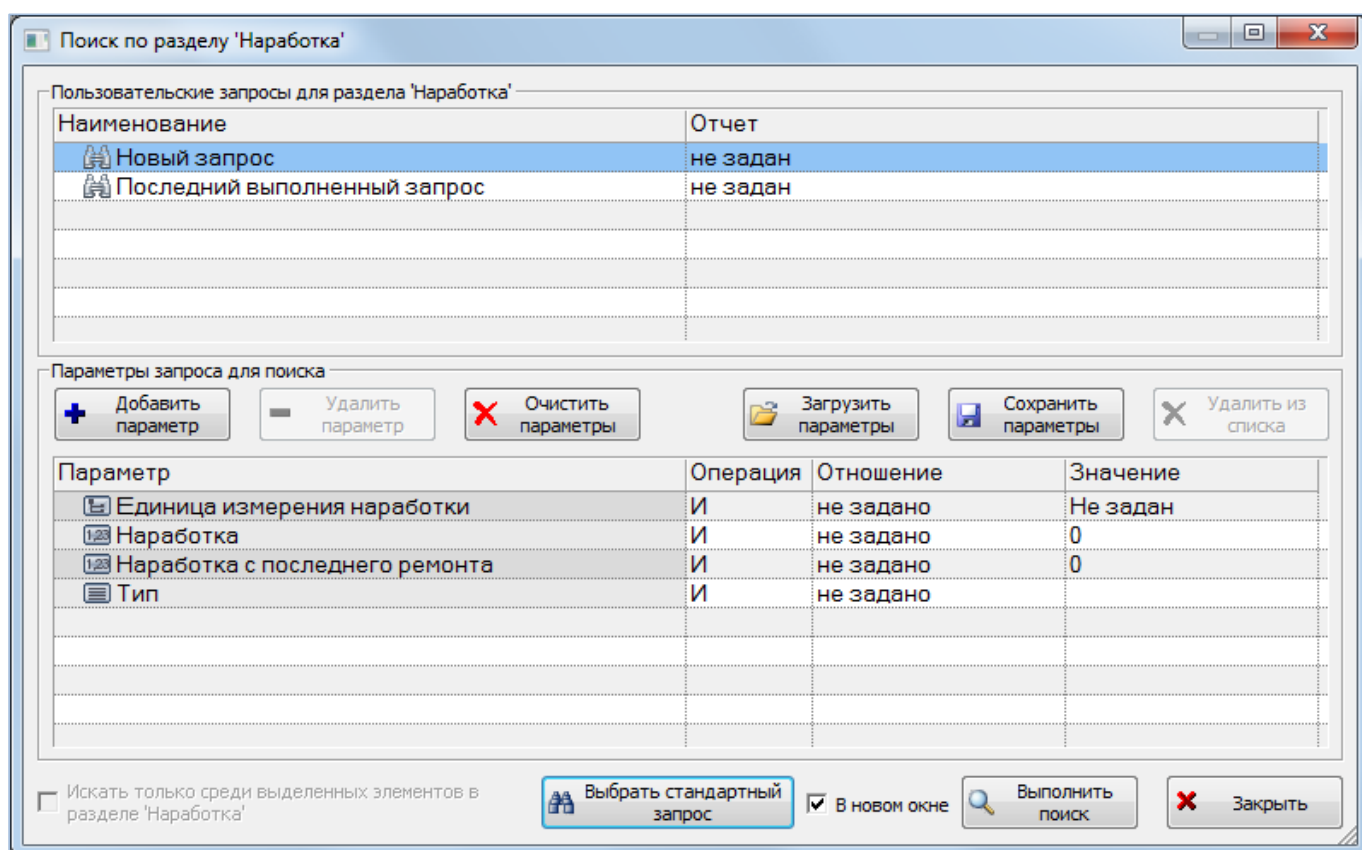 Поиск по разделу 'Наработка'
Пользовательские запросы для раздела 'Наработка'
Наименование Отчет
Новый запрос не задан
Последний выполненный запрос не задан
Параметры запроса для поиска
Добавить параметр Удалить параметр Очистить параметры Загрузить параметры Сохранить параметры Удалить из списка
Параметр Операция Отношение Значение
Единица измерения наработки И не задано Не задан
1,23 Наработка И не задано 0
1,23 Наработка с последнего ремонта И не задано 0
Тип И не задано
Искать только среди выделенных элементов в
разделе 'Наработка'
Выбрать стандартный запрос В новом окне Выполнить поиск Закрыть